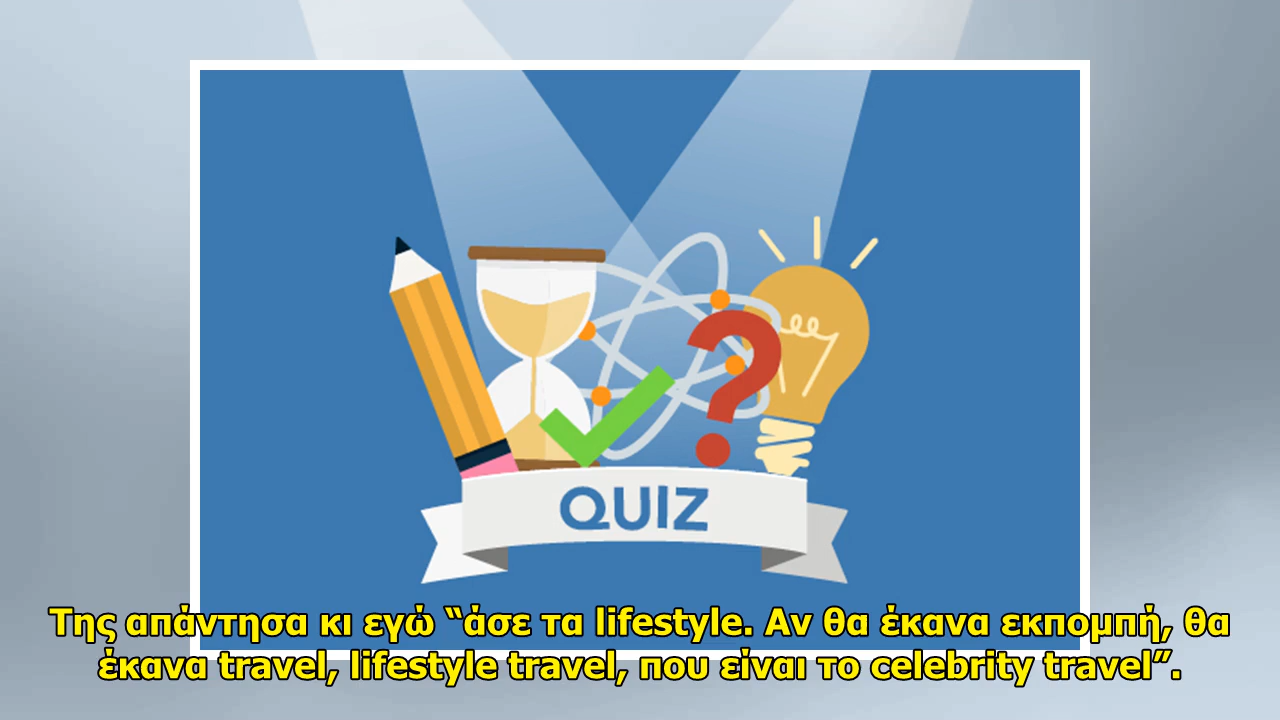 QUIZ
Της απάντησα κι εγώ “άσε τα lifestyle. Αν θα έκανα εκπομπή, θα
έκανα travel, lifestyle travel, που είναι το celebrity travel”.